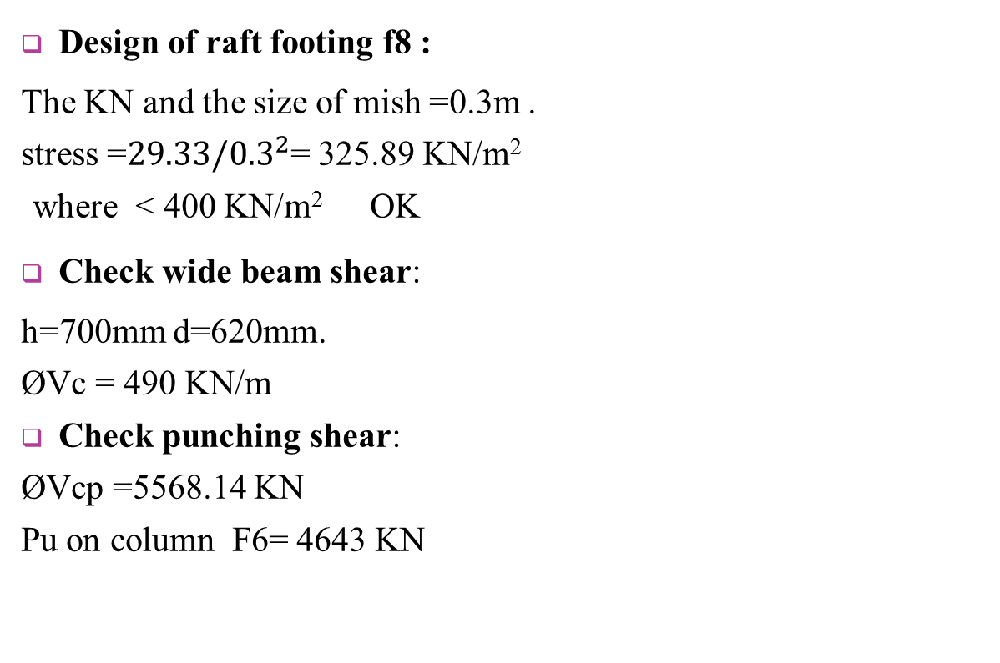 ❑ Design of raft footing f8 :
The KN and the size of mish =0.3m .
stress =29.33/0.3²= 325.89 KN/m²
where < 400 KN/m² OK
❑ Check wide beam shear:
h=700mm d=620mm.
ØVc = 490 KN/m
❑ Check punching shear:
ØVcp =5568.14 KN
Pu on column F6= 4643 KN